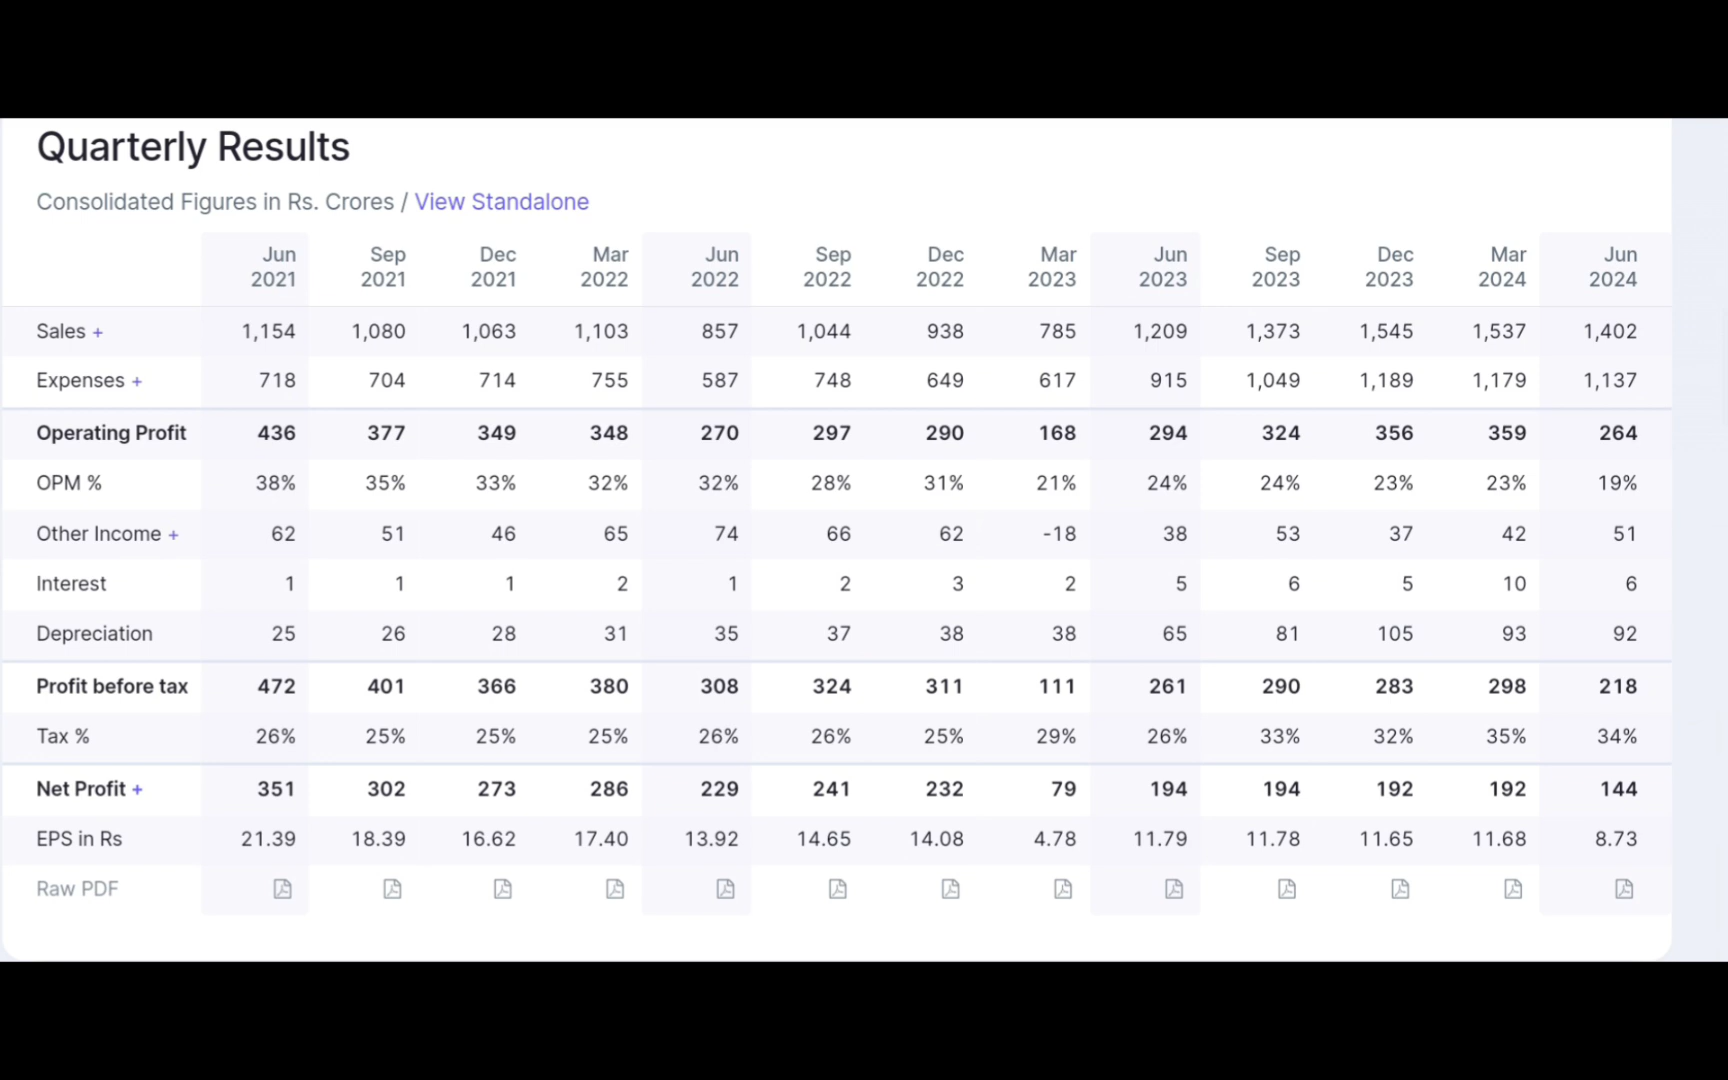 Quarterly Results
Consolidated Figures in Rs. Crores / View Standalone
Jun 2021 Sep 2021 Dec 2021 Mar 2022 Jun 2022 Sep 2022 Dec 2022 Mar 2023 Jun 2023 Sep 2023 Dec 2023 Mar 2024 Jun 2024
Sales + 1,154 1,080 1,063 1,103 857 1,044 938 785 1,209 1,373 1,545 1,537 1,402
Expenses + 718 704 714 755 587 748 649 617 915 1,049 1,189 1,179 1,137
Operating Profit 436 377 349 348 270 297 290 168 294 324 356 359 264
OPM % 38% 35% 33% 32% 32% 28% 31% 21% 24% 24% 23% 23% 19%
Other Income + 62 51 46 65 74 66 62 -18 38 53 37 42 51
Interest 1 1 1 2 1 2 3 2 5 6 5 10 6
Depreciation 25 26 28 31 35 37 38 38 65 81 105 93 92
Profit before tax 472 401 366 380 308 324 311 111 261 290 283 298 218
Tax % 26% 25% 25% 25% 26% 26% 25% 29% 26% 33% 32% 35% 34%
Net Profit + 351 302 273 286 229 241 232 79 194 194 192 192 144
EPS in Rs 21.39 18.39 16.62 17.40 13.92 14.65 14.08 4.78 11.79 11.78 11.65 11.68 8.73
Raw PDF